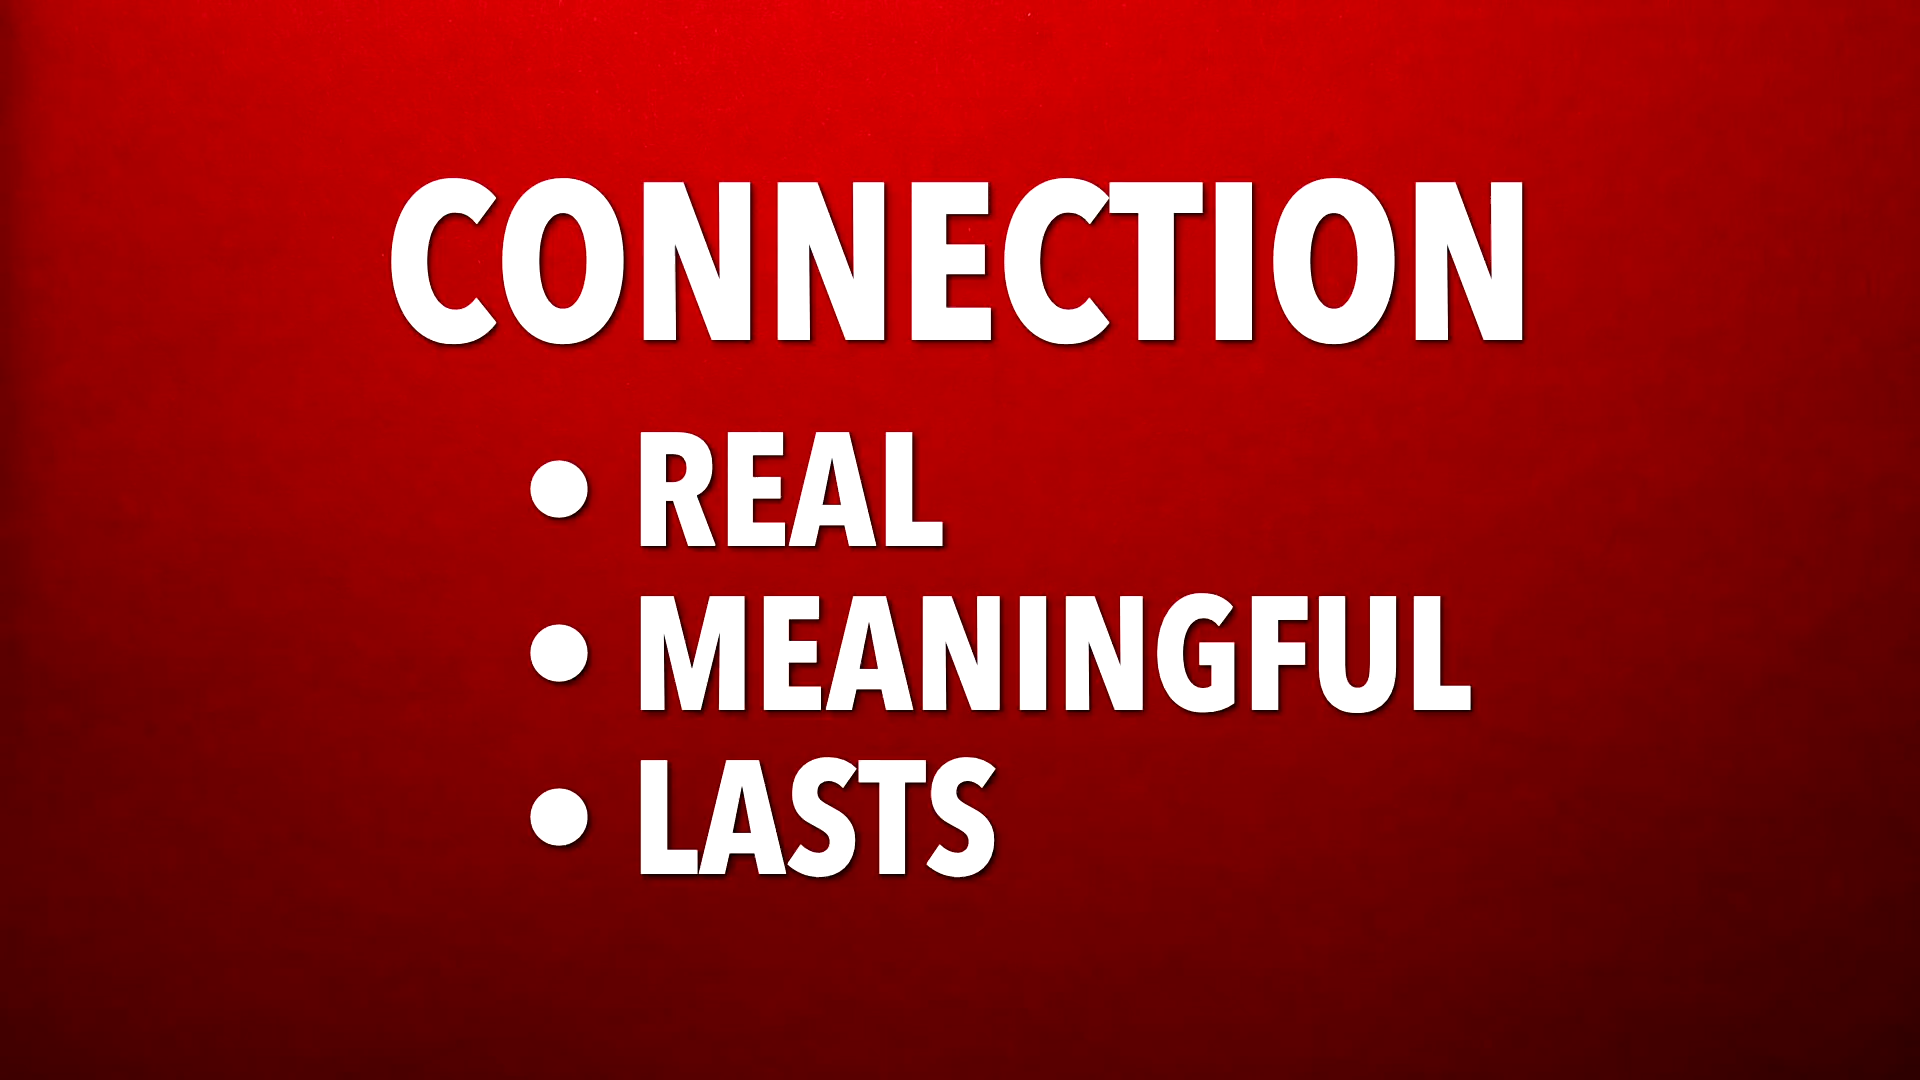 CONNECTION
• REAL
• MEANINGFUL
• LASTS